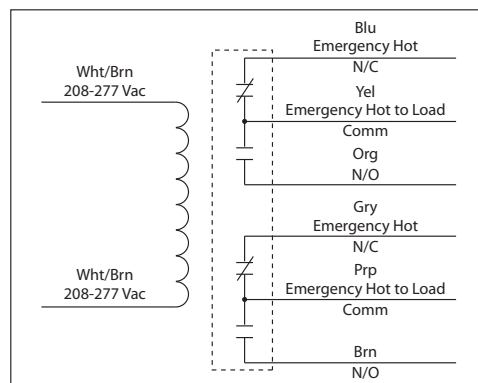 Wht/Brn
208-277 Vac
Wht/Brn
208-277 Vac
Blu
Emergency Hot
N/C
Yel
Emergency Hot to Load
Comm
Org
N/O
Gry
Emergency Hot
N/C
Prp
Emergency Hot to Load
Comm
Brn
N/O